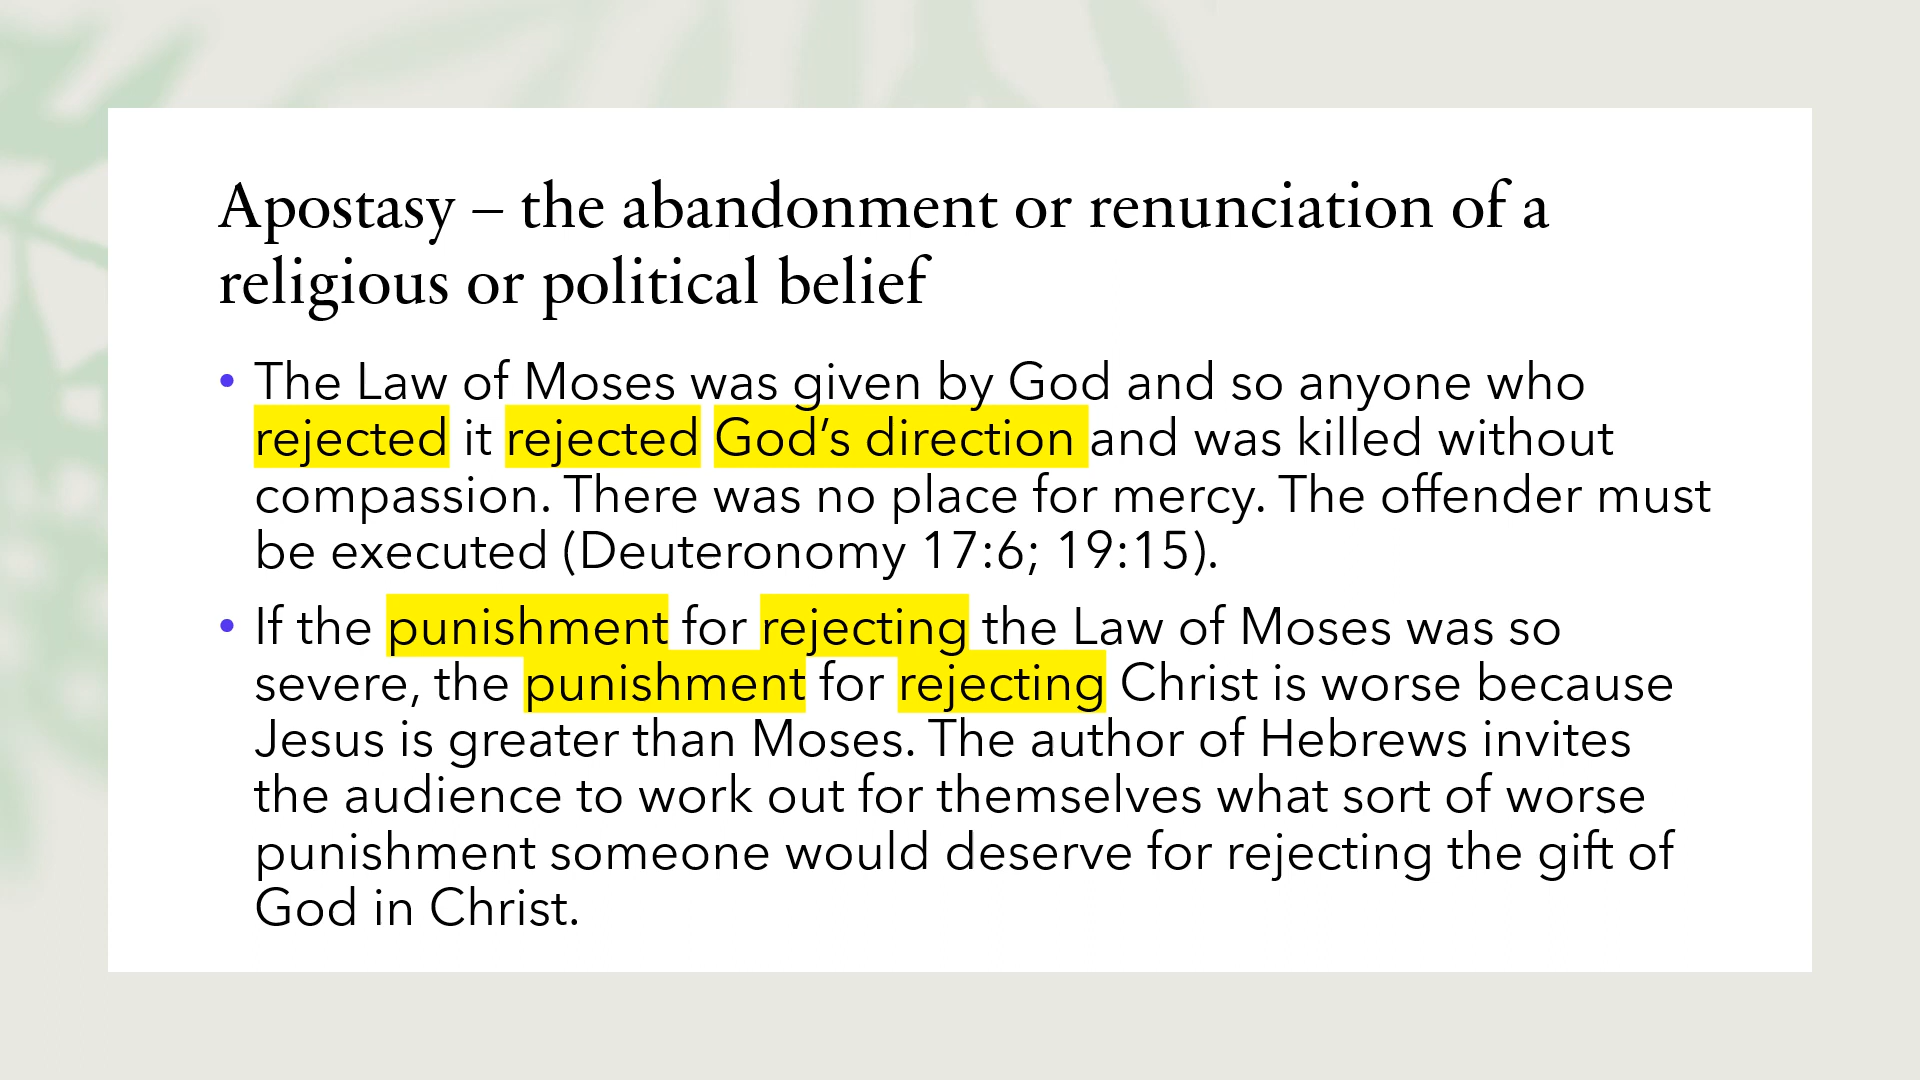 Apostasy – the abandonment or renunciation of a
religious or political belief
• The Law of Moses was given by God and so anyone who
rejected it rejected God’s direction and was killed without
compassion. There was no place for mercy. The offender must
be executed (Deuteronomy 17:6; 19:15).
• If the punishment for rejecting the Law of Moses was so
severe, the punishment for rejecting Christ is worse because
Jesus is greater than Moses. The author of Hebrews invites
the audience to work out for themselves what sort of worse
punishment someone would deserve for rejecting the gift of
God in Christ.